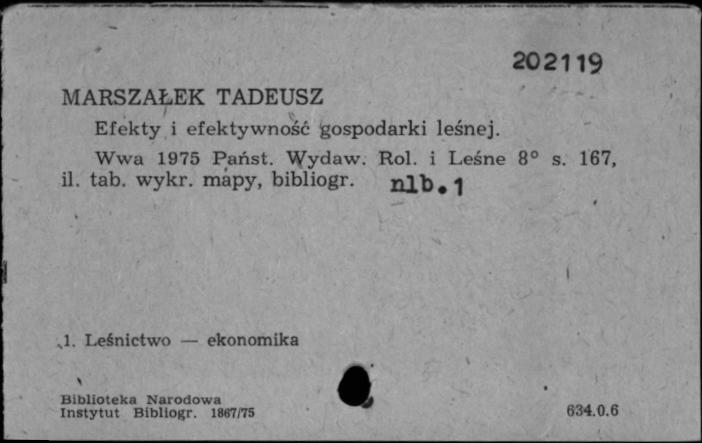 202119
MARSZAŁEK TADEUSZ
Efekty i efektywność gospodarki leśnej.
Wwa 1975 Państ. Wydaw. Rol. i Leśne 8° s. 167,
il. tab. wykr. mapy, bibliogr. nlb.1
1. Leśnictwo — ekonomika
Biblioteka Narodowa
Instytut Bibliogr. 1867/75
634.0.6